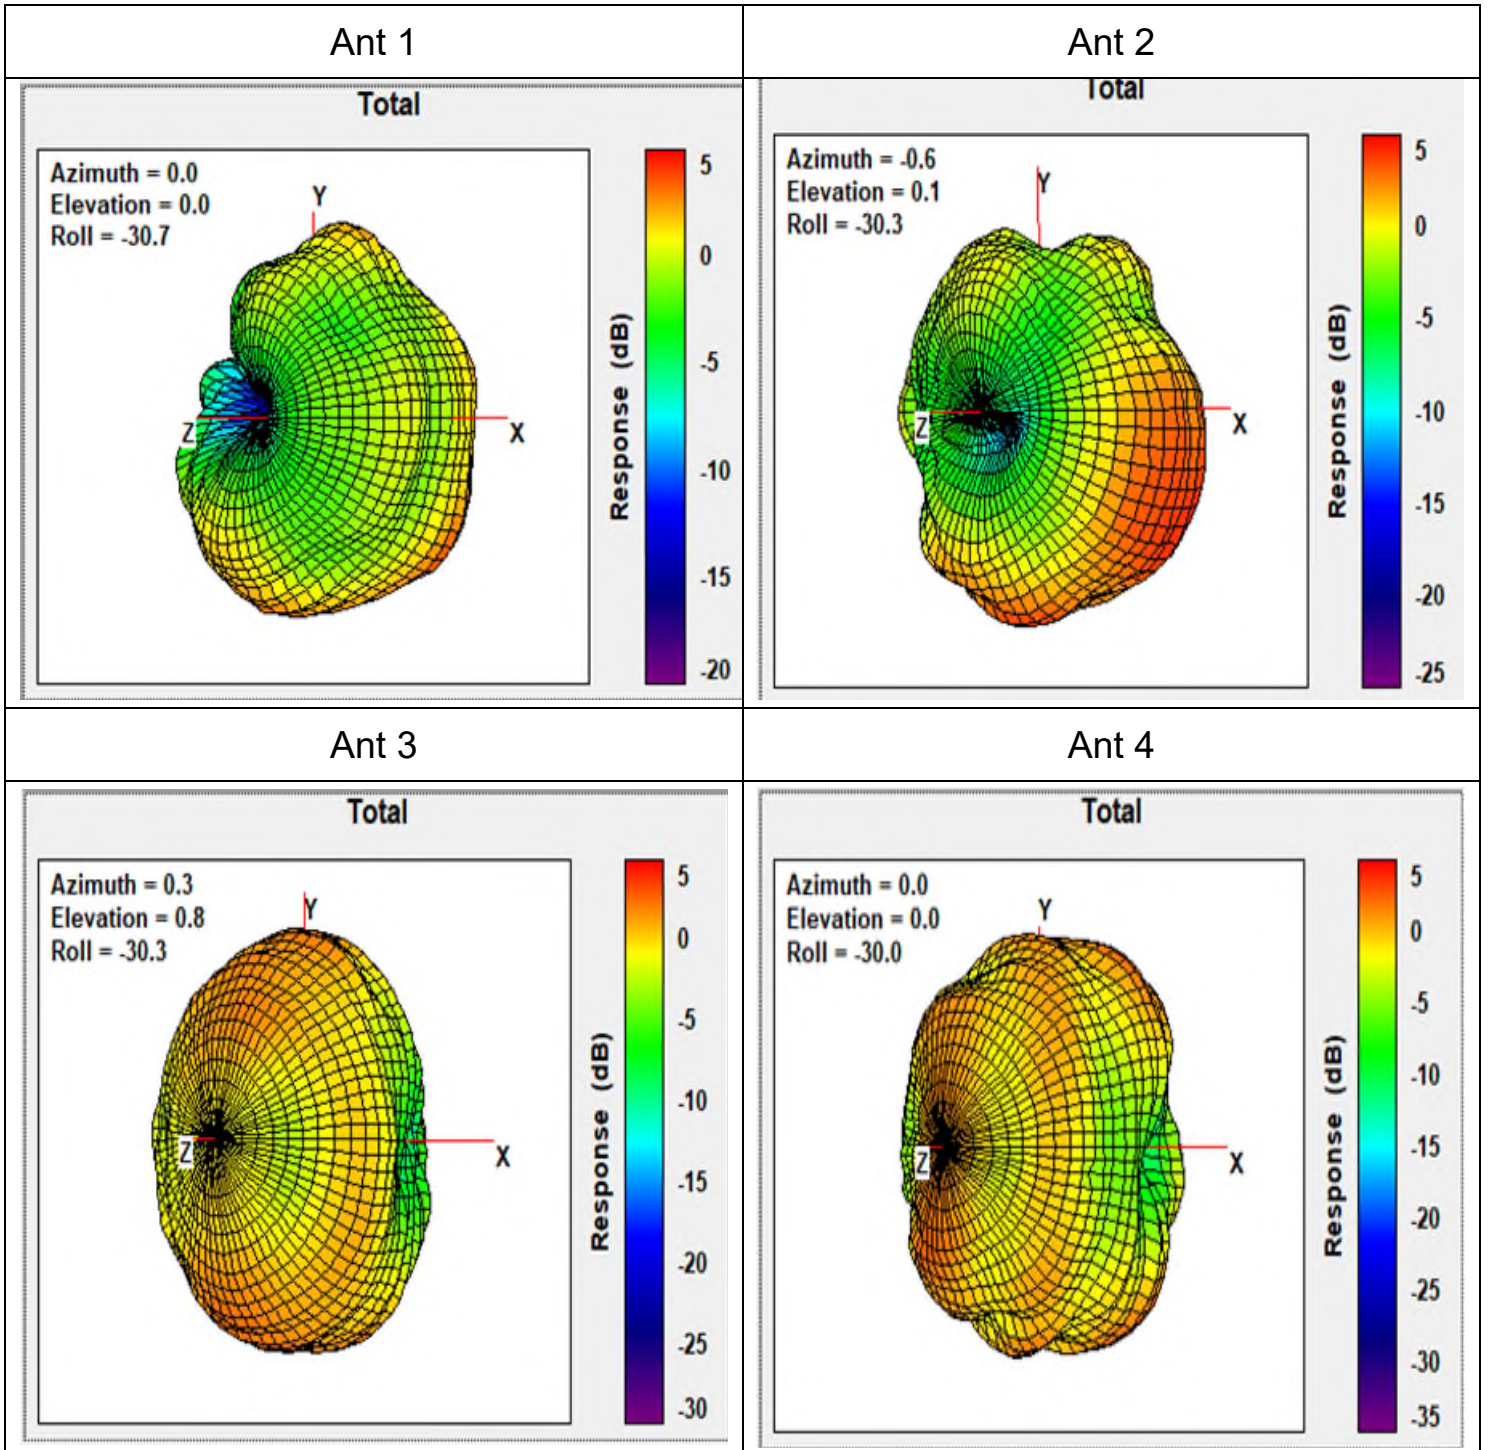 Ant 1
Ant 2
Total
Azimuth = 0.0
Elevation = 0.0
Roll = -30.7
Y
Z
X
5
0
-5
-10
-15
-20
Response (dB)
Total
Azimuth = -0.6
Elevation = 0.1
Roll = -30.3
Y
Z
X
5
0
-5
-10
-15
-20
-25
Response (dB)
Ant 3
Ant 4
Total
Azimuth = 0.3
Elevation = 0.8
Roll = -30.3
Y
Z
X
5
0
-5
-10
-15
-20
-25
-30
Response (dB)
Total
Azimuth = 0.0
Elevation = 0.0
Roll = -30.0
Y
Z
X
5
0
-5
-10
-15
-20
-25
-30
-35
Response (dB)